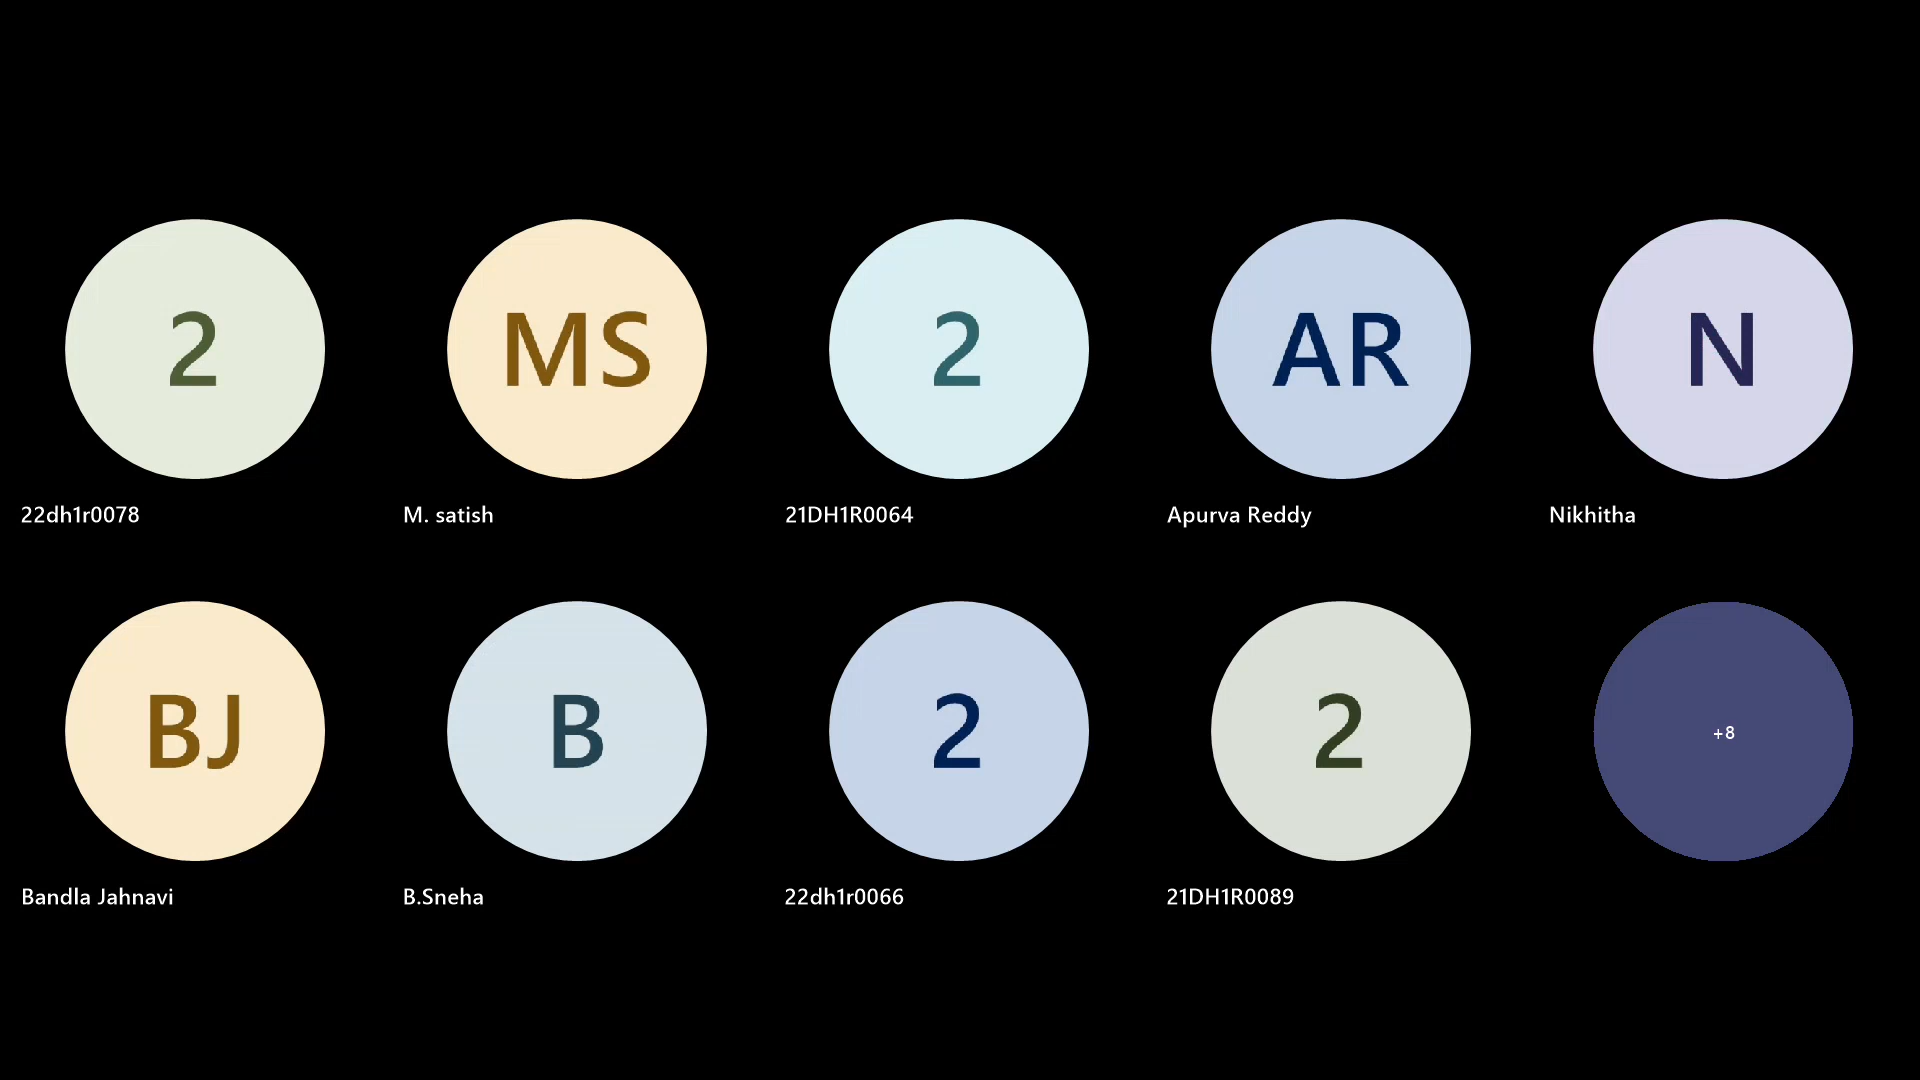 2
MS
2
AR
N
22dh1r0078
M. satish
21DH1R0064
Apurva Reddy
Nikhitha
BJ
B
2
2
+8
Bandla Jahnavi
B.Sneha
22dh1r0066
21DH1R0089